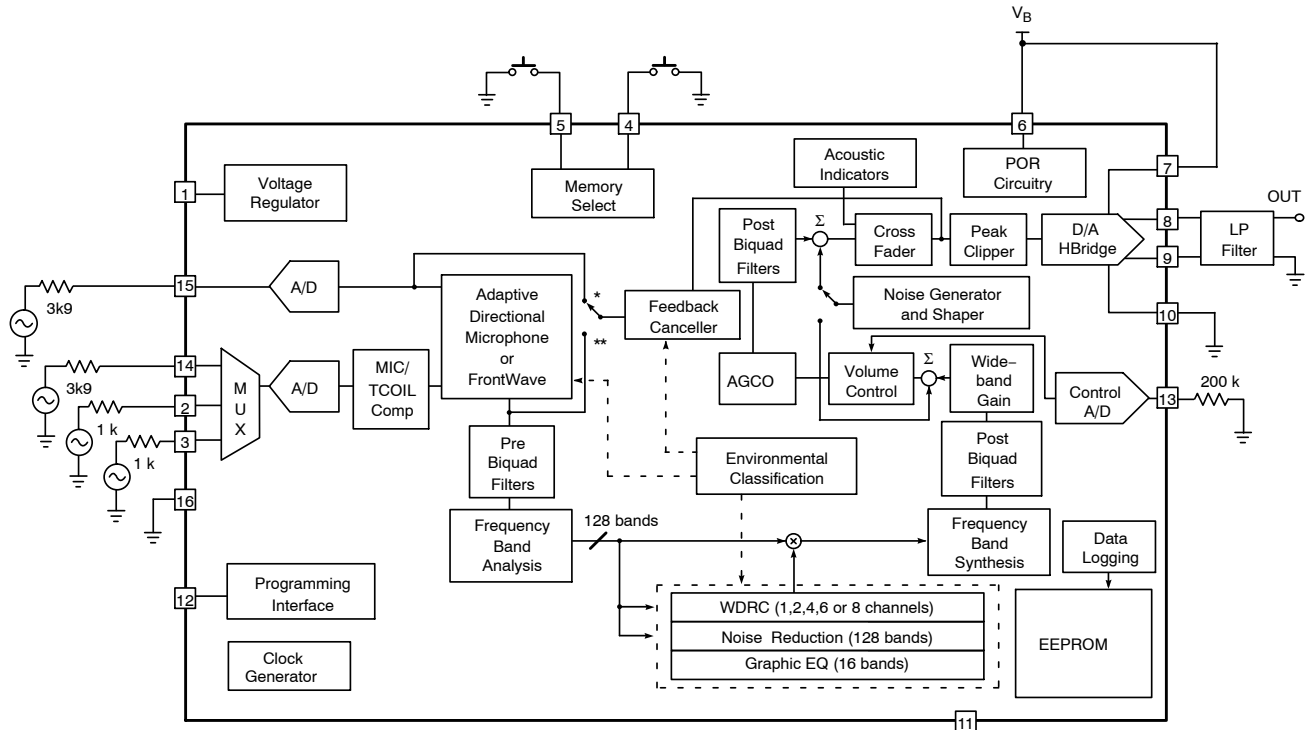 VB
5
4
6
Acoustic
Indicators
POR
Circuitry
7
1
Voltage
Regulator
Memory
Select
OUT
Post
Biquad
Filters
Σ
Cross
Fader
Peak
Clipper
D/A
HBridge
8
9
LP
Filter
15
3k9
A/D
Adaptive
Directional
Microphone
or
FrontWave
*
**
Feedback
Canceller
Noise Generator
and Shaper
10
14
3k9
2
1 k
3
1 k
M
U
X
A/D
MIC/
TCOIL
Comp
AGCO
Volume
Control
Σ
Wide–
band
Gain
Control
A/D
13
200 k
16
Pre
Biquad
Filters
Environmental
Classification
Post
Biquad
Filters
Frequency
Band
Analysis
128 bands
Frequency
Band
Synthesis
Data
Logging
12
Programming
Interface
WDRC (1,2,4,6 or 8 channels)
Noise Reduction (128 bands)
Graphic EQ (16 bands)
EEPROM
Clock
Generator
11